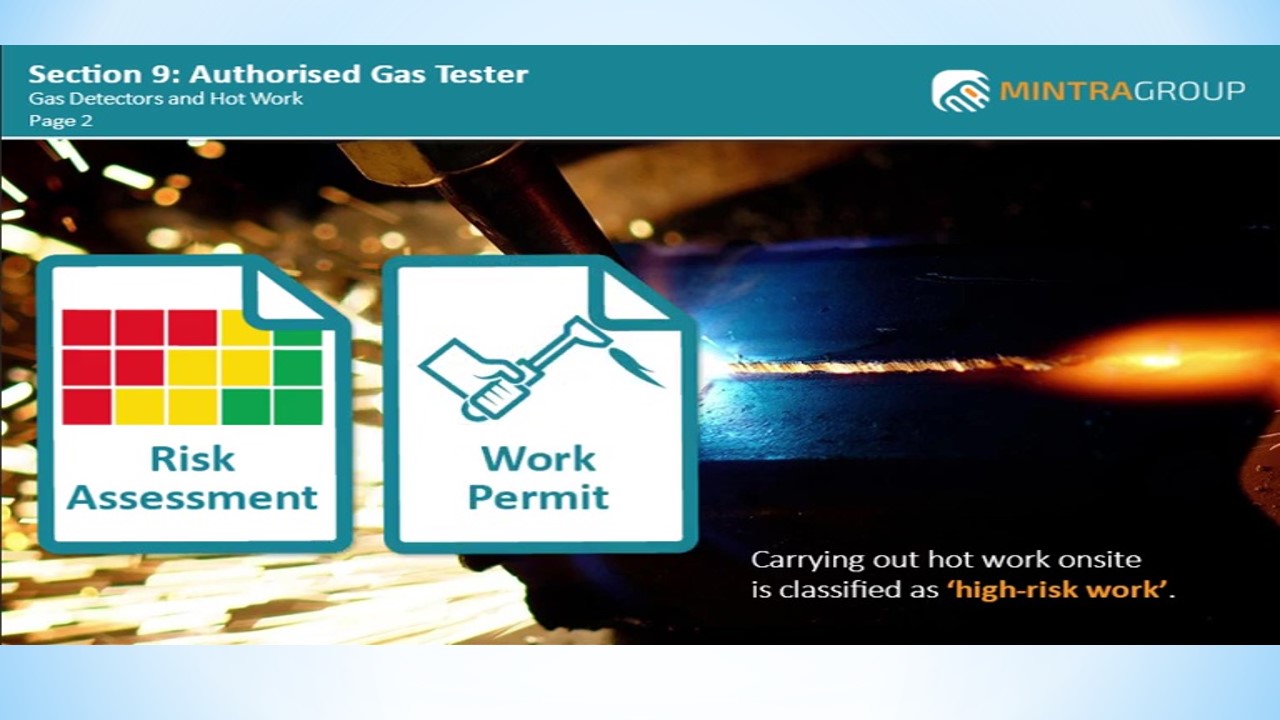 Section 9: Authorised Gas Tester
Gas Detectors and Hot Work
Page 2
MINTRAGROUP
Risk
Assessment
Work
Permit
Carrying out hot work onsite
is classified as ‘high-risk work’.